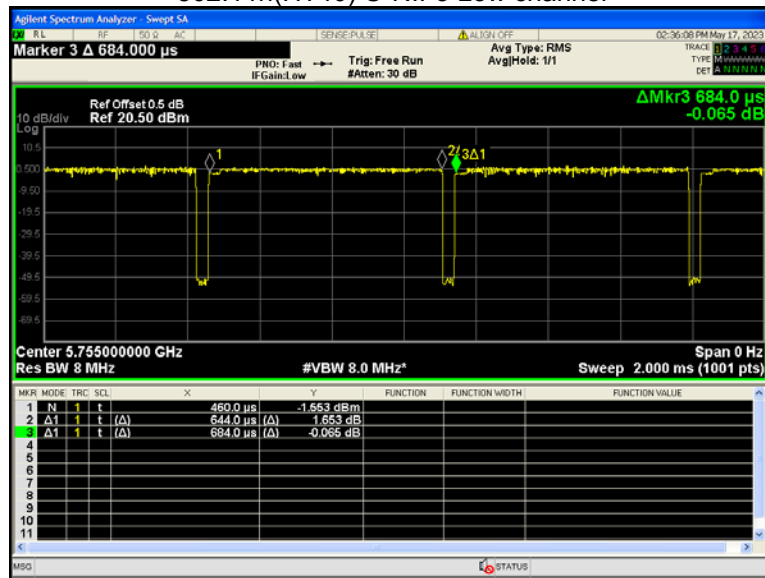 Agilent Spectrum Analyzer - Swept SA
RL RF 50 Ω AC SENSE:PULSE ALIGN OFF 02:36:08 PM May 17, 2023
Marker 3 Δ 684.000 µs
PNO: Fast Trig: Free Run Avg Type: RMS TRACE 1 2 3 4 5
IFGain:Low #Atten: 30 dB Avg|Hold: 1/1 TYPE
DET A N N N N
ΔMkr3 684.0 µs
-0.065 dB
Ref Offset 0.5 dB
10 dB/div Ref 20.50 dBm
Log
10.5
0.500
-9.50
-19.5
-29.5
-39.5
-49.5
-59.5
-69.5
1
2/ 3Δ1
Center 5.755000000 GHz Span 0 Hz
Res BW 8 MHz #VBW 8.0 MHz* Sweep 2.000 ms (1001 pts)
MKR MODE TRC SCL X Y FUNCTION FUNCTION WIDTH FUNCTION VALUE
1 N 1 t 460.0 µs -1.553 dBm
2 Δ1 1 t (Δ) 644.0 µs (Δ) 1.653 dB
3 Δ1 1 t (Δ) 684.0 µs (Δ) -0.065 dB
4
5
6
7
8
9
10
11
MSG STATUS